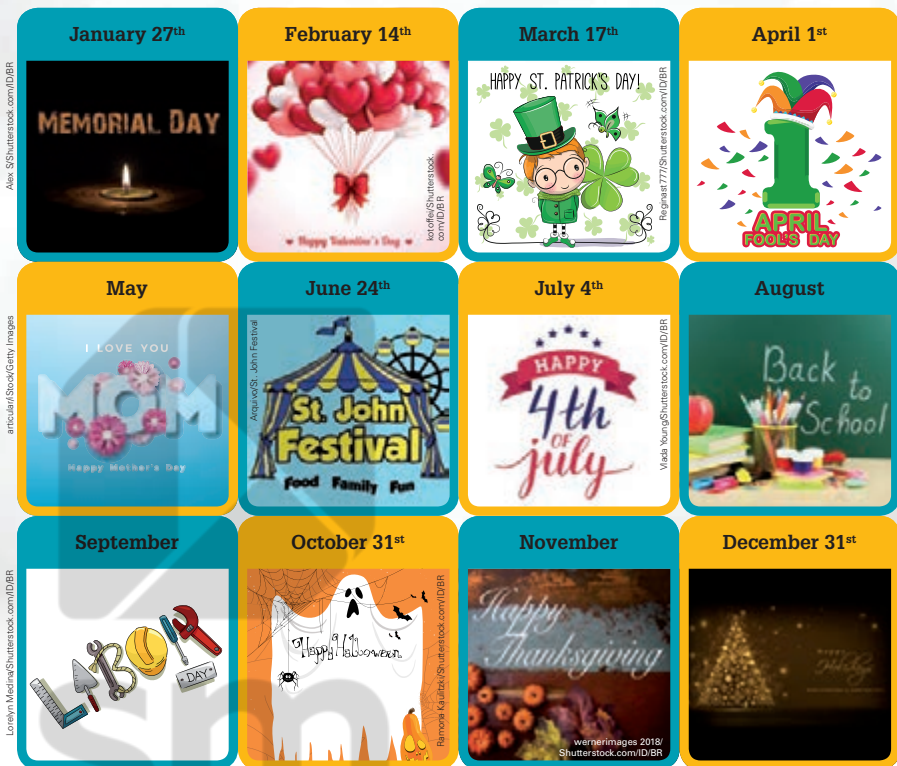 January 27th
February 14th
March 17th
April 1st
Alex S/Shutterstock.com/ID/BR
MEMORIAL DAY
kotoffei/Shutterstock.
com/ID/BR
Happy Valentine's Day
HAPPY ST. PATRICK'S DAY!
Reginast777/Shutterstock.com/ID/BR
1
APRIL
FOOL'S DAY
May
June 24th
July 4th
August
articular/iStock/Getty Images
I LOVE YOU
MOM
Happy Mother's Day
Arquivo/St. John Festival
St. John
Festival
Food Family Fun
HAPPY
4th
OF
july
Vlada Young/Shutterstock.com/ID/BR
Back
to
School
September
October 31st
November
December 31st
Lorelyn Medina/Shutterstock.com/ID/BR
LABOR
DAY
Happy Halloween
Ramona Kaulitzki/Shutterstock.com/ID/BR
Happy
Thanksgiving
wernerimages 2018/
Shutterstock.com/ID/BR
Happy
Holidays